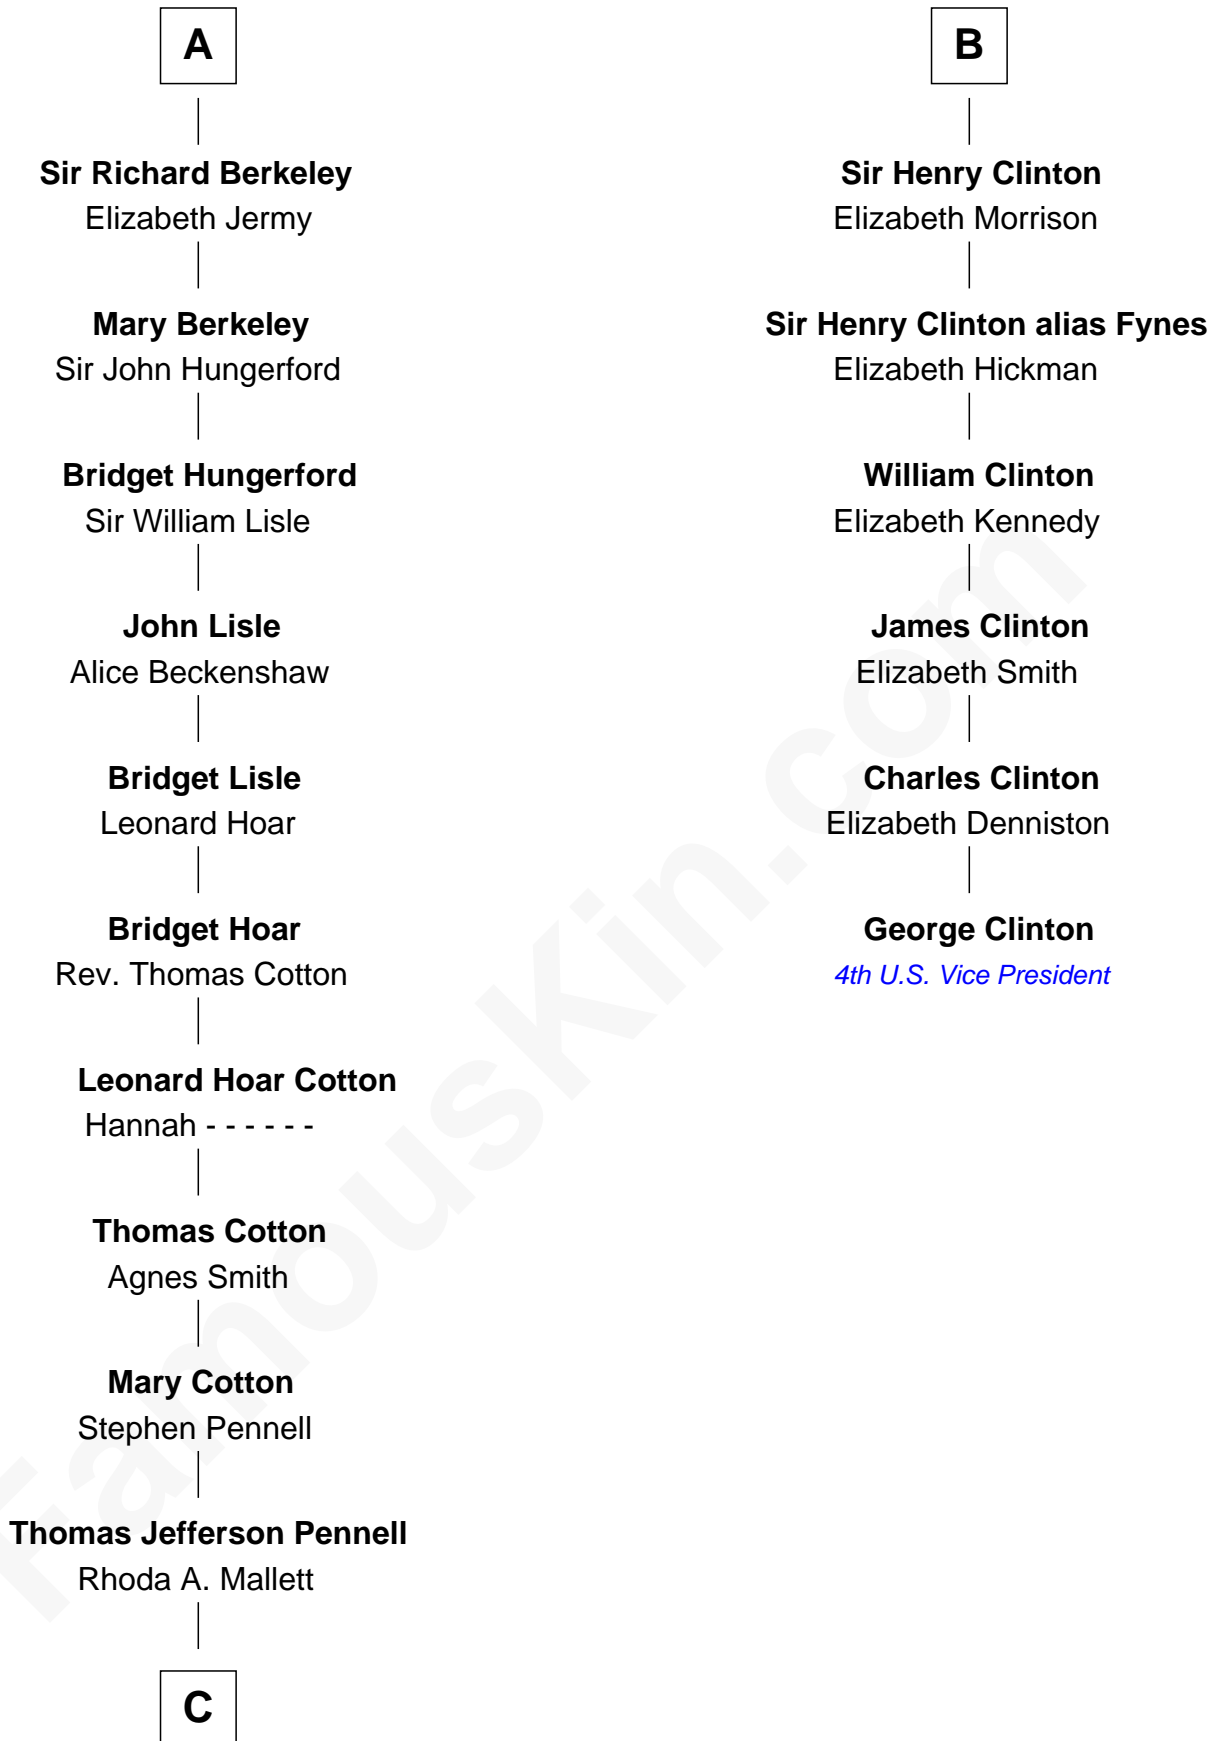 A
Sir Richard Berkeley
Elizabeth Jermy
Mary Berkeley
Sir John Hungerford
Bridget Hungerford
Sir William Lisle
John Lisle
Alice Beckenshaw
Bridget Lisle
Leonard Hoar
Bridget Hoar
Rev. Thomas Cotton
Leonard Hoar Cotton
Hannah - - - - - -
Thomas Cotton
Agnes Smith
Mary Cotton
Stephen Pennell
Thomas Jefferson Pennell
Rhoda A. Mallett
C
B
Sir Henry Clinton
Elizabeth Morrison
Sir Henry Clinton alias Fynes
Elizabeth Hickman
William Clinton
Elizabeth Kennedy
James Clinton
Elizabeth Smith
Charles Clinton
Elizabeth Denniston
George Clinton
4th U.S. Vice President
FamousKin.com